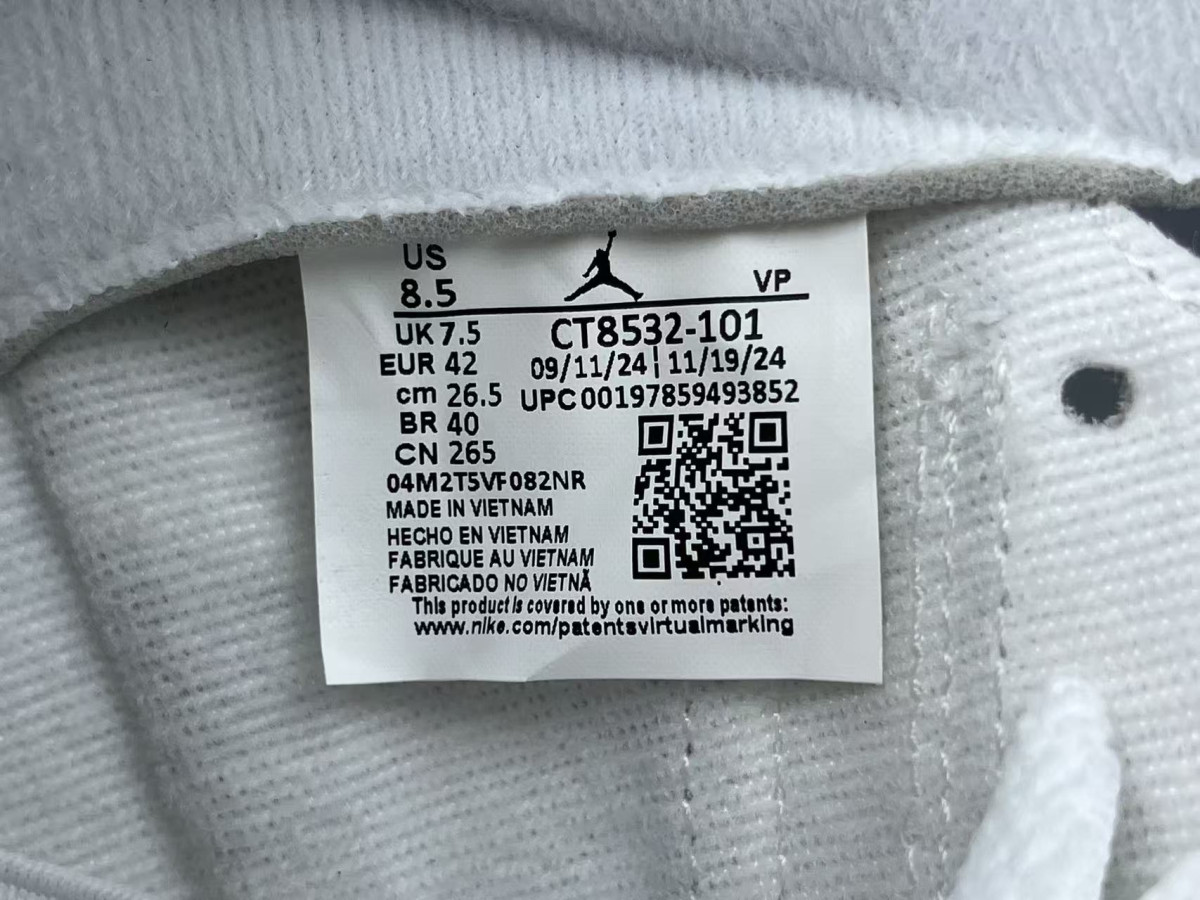 US
8.5
VP
UK 7.5
CT8532-101
EUR 42
09/11/24 | 11/19/24
cm 26.5
UPC 00197859493852
BR 40
CN 265
04M2T5VF082NR
MADE IN VIETNAM
HECHO EN VIETNAM
FABRIQUE AU VIETNAM
FABRICADO NO VIETNÃ
This product is covered by one or more patents:
www.nike.com/patentsvirtualmarking